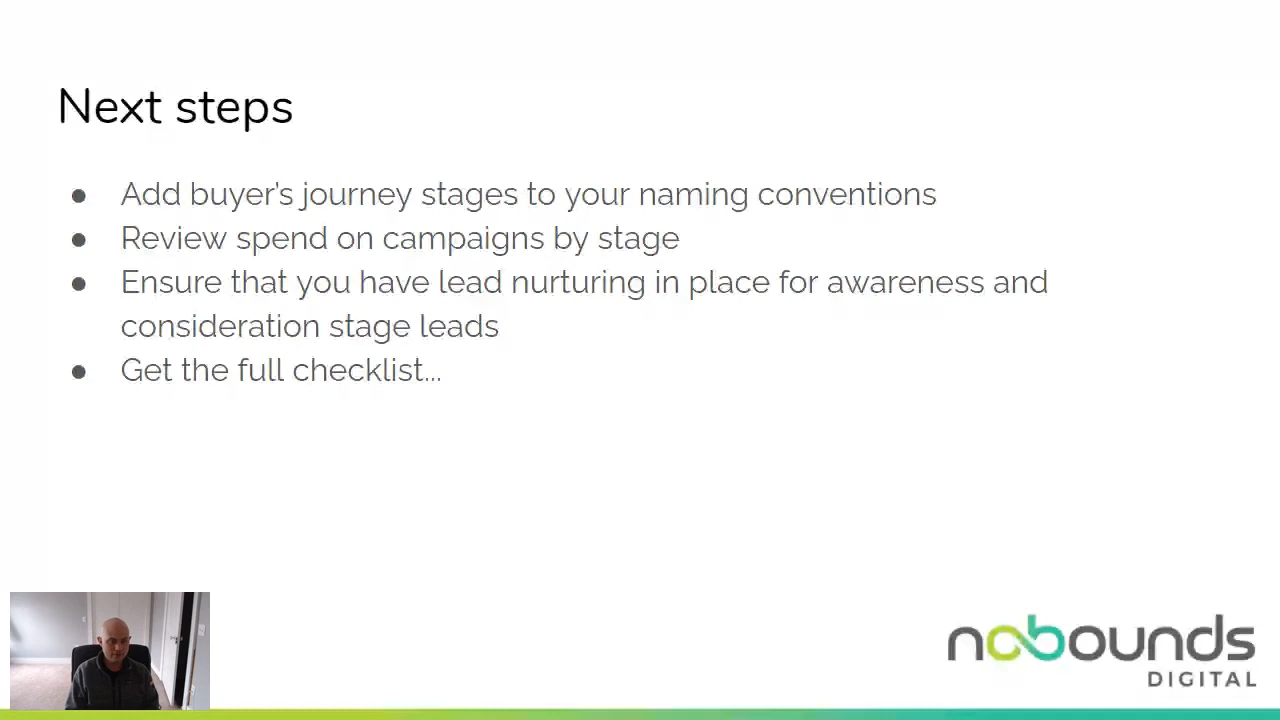 Next steps
● Add buyer’s journey stages to your naming conventions
● Review spend on campaigns by stage
● Ensure that you have lead nurturing in place for awareness and
consideration stage leads
● Get the full checklist...
nobounds
DIGITAL